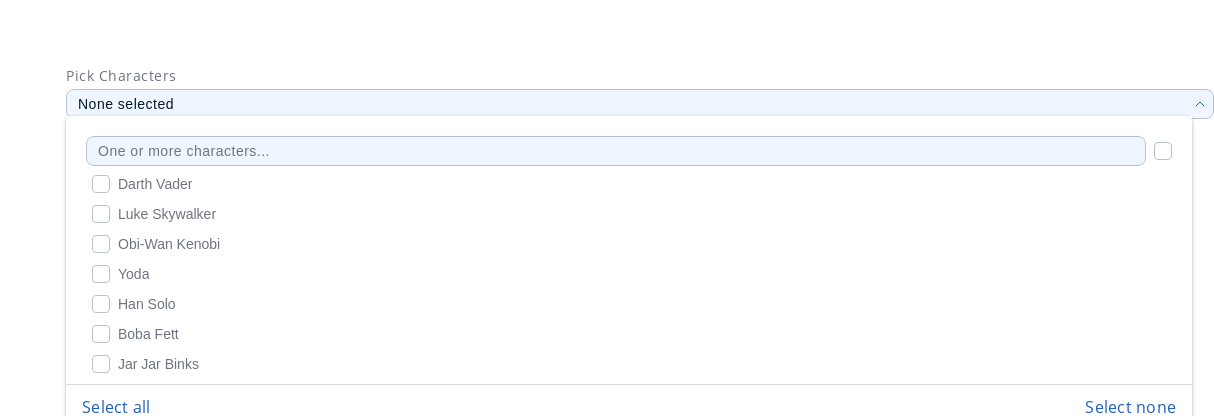 Pick Characters
None selected
One or more characters...
Darth Vader
Luke Skywalker
Obi-Wan Kenobi
Yoda
Han Solo
Boba Fett
Jar Jar Binks
Select all
Select none